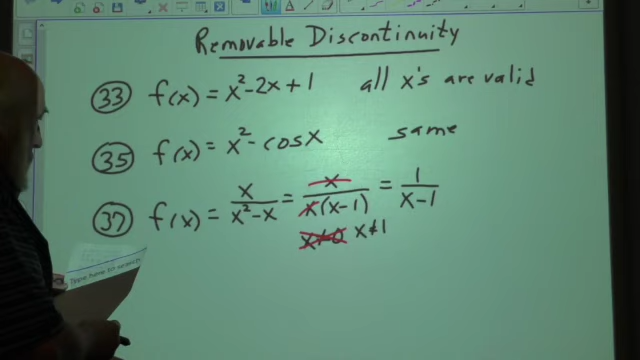 Removable Discontinuity
33 f(x) = x² - 2x + 1 all x's are valid
35 f(x) = x² - cos x same
37 f(x) = x/(x² - x) = x/(x(x-1)) = 1/(x-1)
x≠0 x≠1